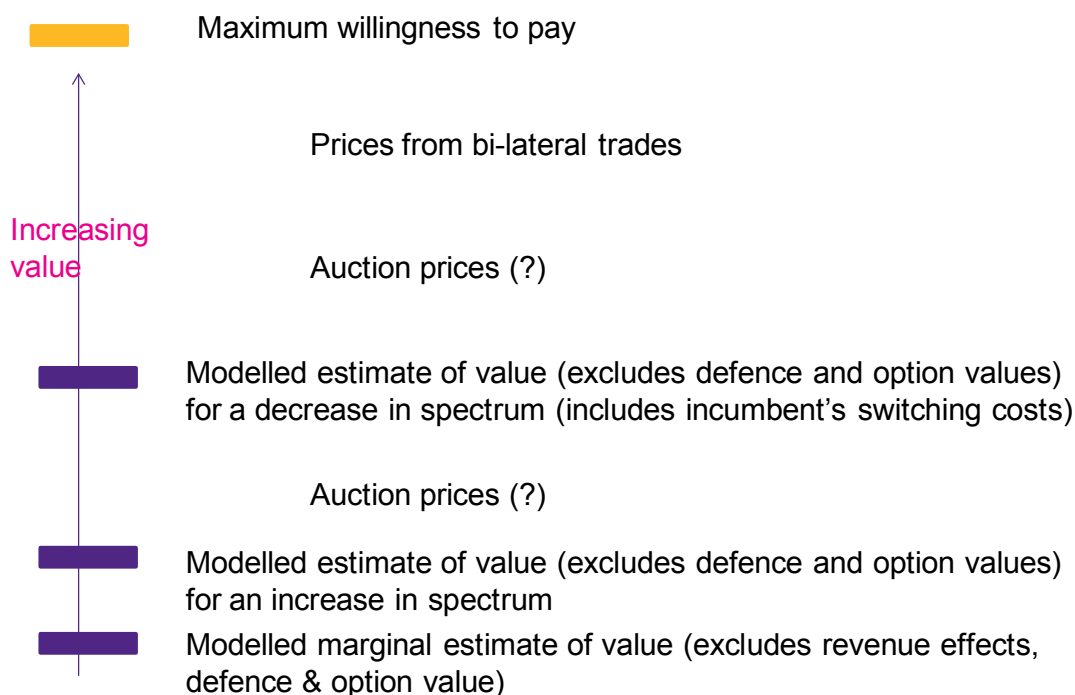 Maximum willingness to pay
Prices from bi-lateral trades
Increasing
value
Auction prices (?)
Modelled estimate of value (excludes defence and option values)
for a decrease in spectrum (includes incumbent's switching costs)
Auction prices (?)
Modelled estimate of value (excludes defence and option values)
for an increase in spectrum
Modelled marginal estimate of value (excludes revenue effects,
defence & option value)